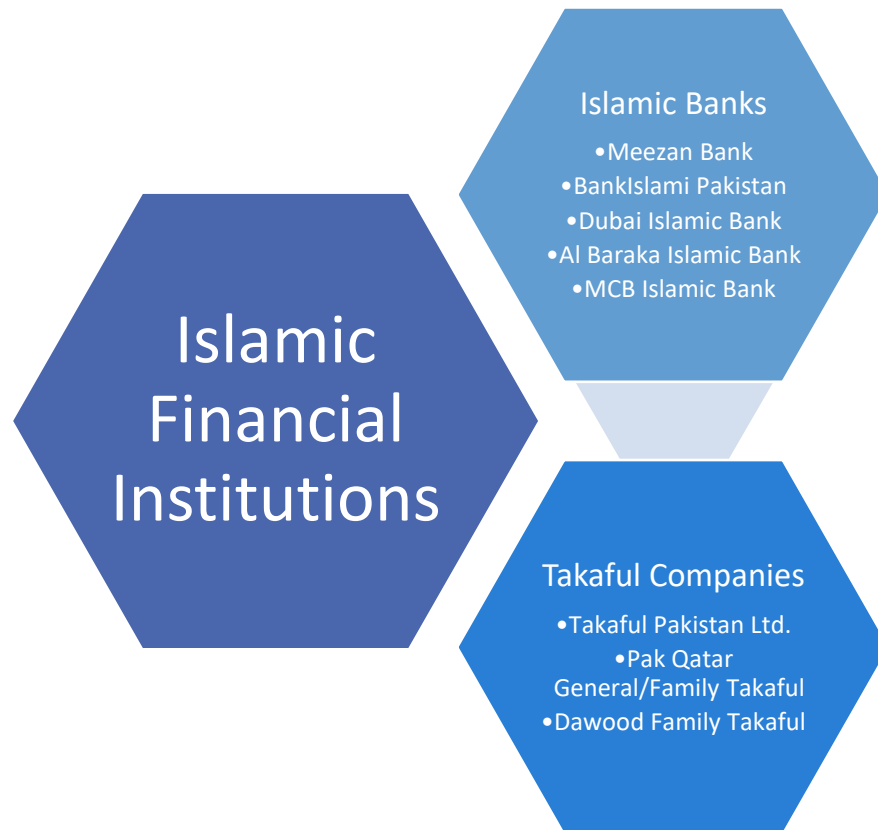 Islamic
Financial
Institutions
Islamic Banks
•Meezan Bank
•BankIslami Pakistan
•Dubai Islamic Bank
•Al Baraka Islamic Bank
•MCB Islamic Bank
Takaful Companies
•Takaful Pakistan Ltd.
•Pak Qatar
General/Family Takaful
•Dawood Family Takaful